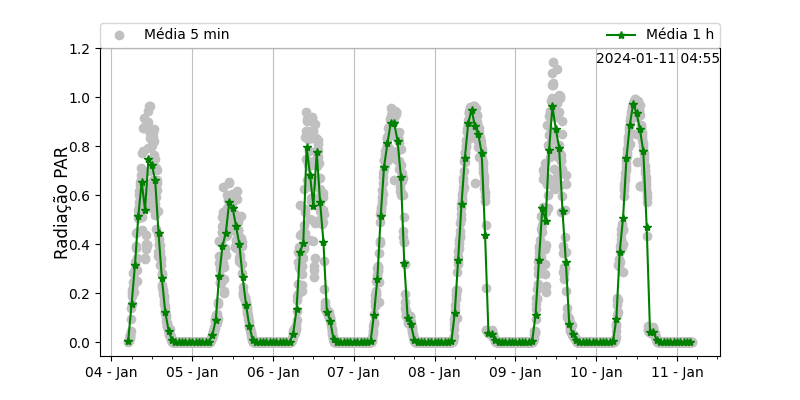 Média 5 min
Média 1 h
2024-01-11 04:55
Radiação PAR
1.2
1.0
0.8
0.6
0.4
0.2
0.0
04 - Jan
05 - Jan
06 - Jan
07 - Jan
08 - Jan
09 - Jan
10 - Jan
11 - Jan